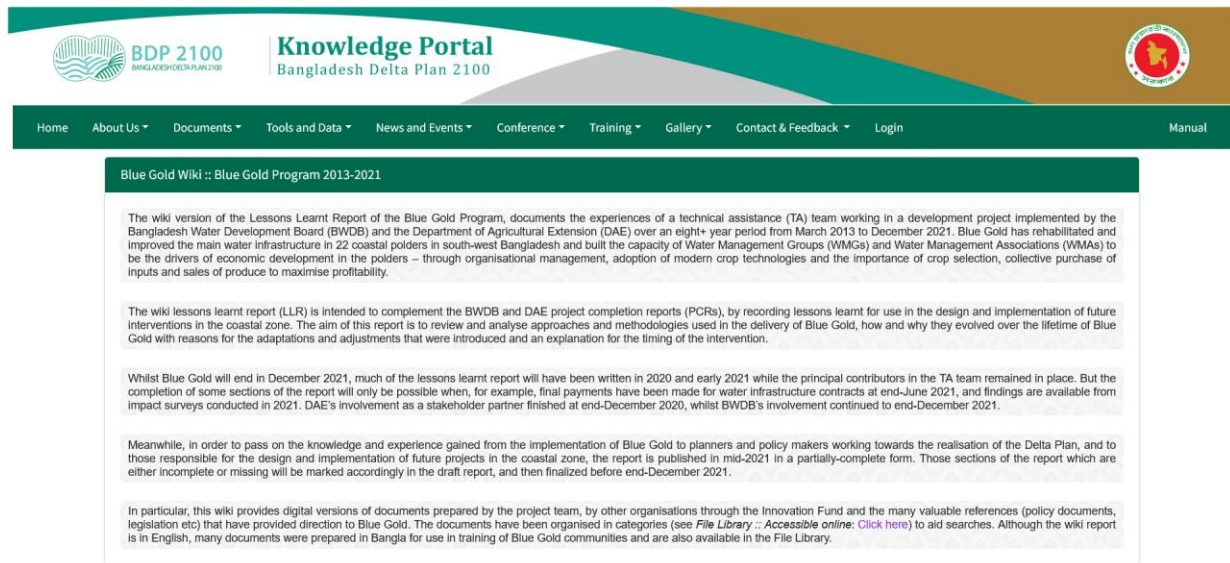 BDP 2100
BANGLADESH DELTA PLAN 2100
Knowledge Portal
Bangladesh Delta Plan 2100
Home About Us Documents Tools and Data News and Events Conference Training Gallery Contact & Feedback Login Manual
Blue Gold Wiki :: Blue Gold Program 2013-2021
The wiki version of the Lessons Learnt Report of the Blue Gold Program, documents the experiences of a technical assistance (TA) team working in a development project implemented by the
Bangladesh Water Development Board (BWDB) and the Department of Agricultural Extension (DAE) over an eight+ year period from March 2013 to December 2021. Blue Gold has rehabilitated and
improved the main water infrastructure in 22 coastal polders in south-west Bangladesh and built the capacity of Water Management Groups (WMGs) and Water Management Associations (WMAs) to
be the drivers of economic development in the polders – through organisational management, adoption of modern crop technologies and the importance of crop selection, collective purchase of
inputs and sales of produce to maximise profitability.
The wiki lessons learnt report (LLR) is intended to complement the BWDB and DAE project completion reports (PCRs), by recording lessons learnt for use in the design and implementation of future
interventions in the coastal zone. The aim of this report is to review and analyse approaches and methodologies used in the delivery of Blue Gold, how and why they evolved over the lifetime of Blue
Gold with reasons for the adaptations and adjustments that were introduced and an explanation for the timing of the intervention.
Whilst Blue Gold will end in December 2021, much of the lessons learnt report will have been written in 2020 and early 2021 while the principal contributors in the TA team remained in place. But the
completion of some sections of the report will only be possible when, for example, final payments have been made for water infrastructure contracts at end-June 2021, and findings are available from
impact surveys conducted in 2021. DAE's involvement as a stakeholder partner finished at end-December 2020, whilst BWDB's involvement continued to end-December 2021.
Meanwhile, in order to pass on the knowledge and experience gained from the implementation of Blue Gold to planners and policy makers working towards the realisation of the Delta Plan, and to
those responsible for the design and implementation of future projects in the coastal zone, the report is published in mid-2021 in a partially-complete form. Those sections of the report which are
either incomplete or missing will be marked accordingly in the draft report, and then finalized before end-December 2021.
In particular, this wiki provides digital versions of documents prepared by the project team, by other organisations through the Innovation Fund and the many valuable references (policy documents,
legislation etc) that have provided direction to Blue Gold. The documents have been organised in categories (see File Library :: Accessible online: Click here) to aid searches. Although the wiki report
is in English, many documents were prepared in Bangla for use in training of Blue Gold communities and are also available in the File Library.